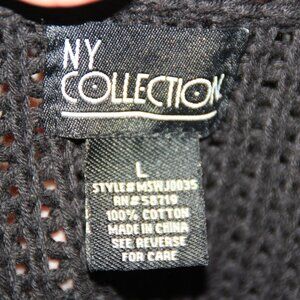 NY
COLLECTION
L
STYLE#MSWJ0035
RN#58719
100% COTTON
MADE IN CHINA
SEE REVERSE
FOR CARE